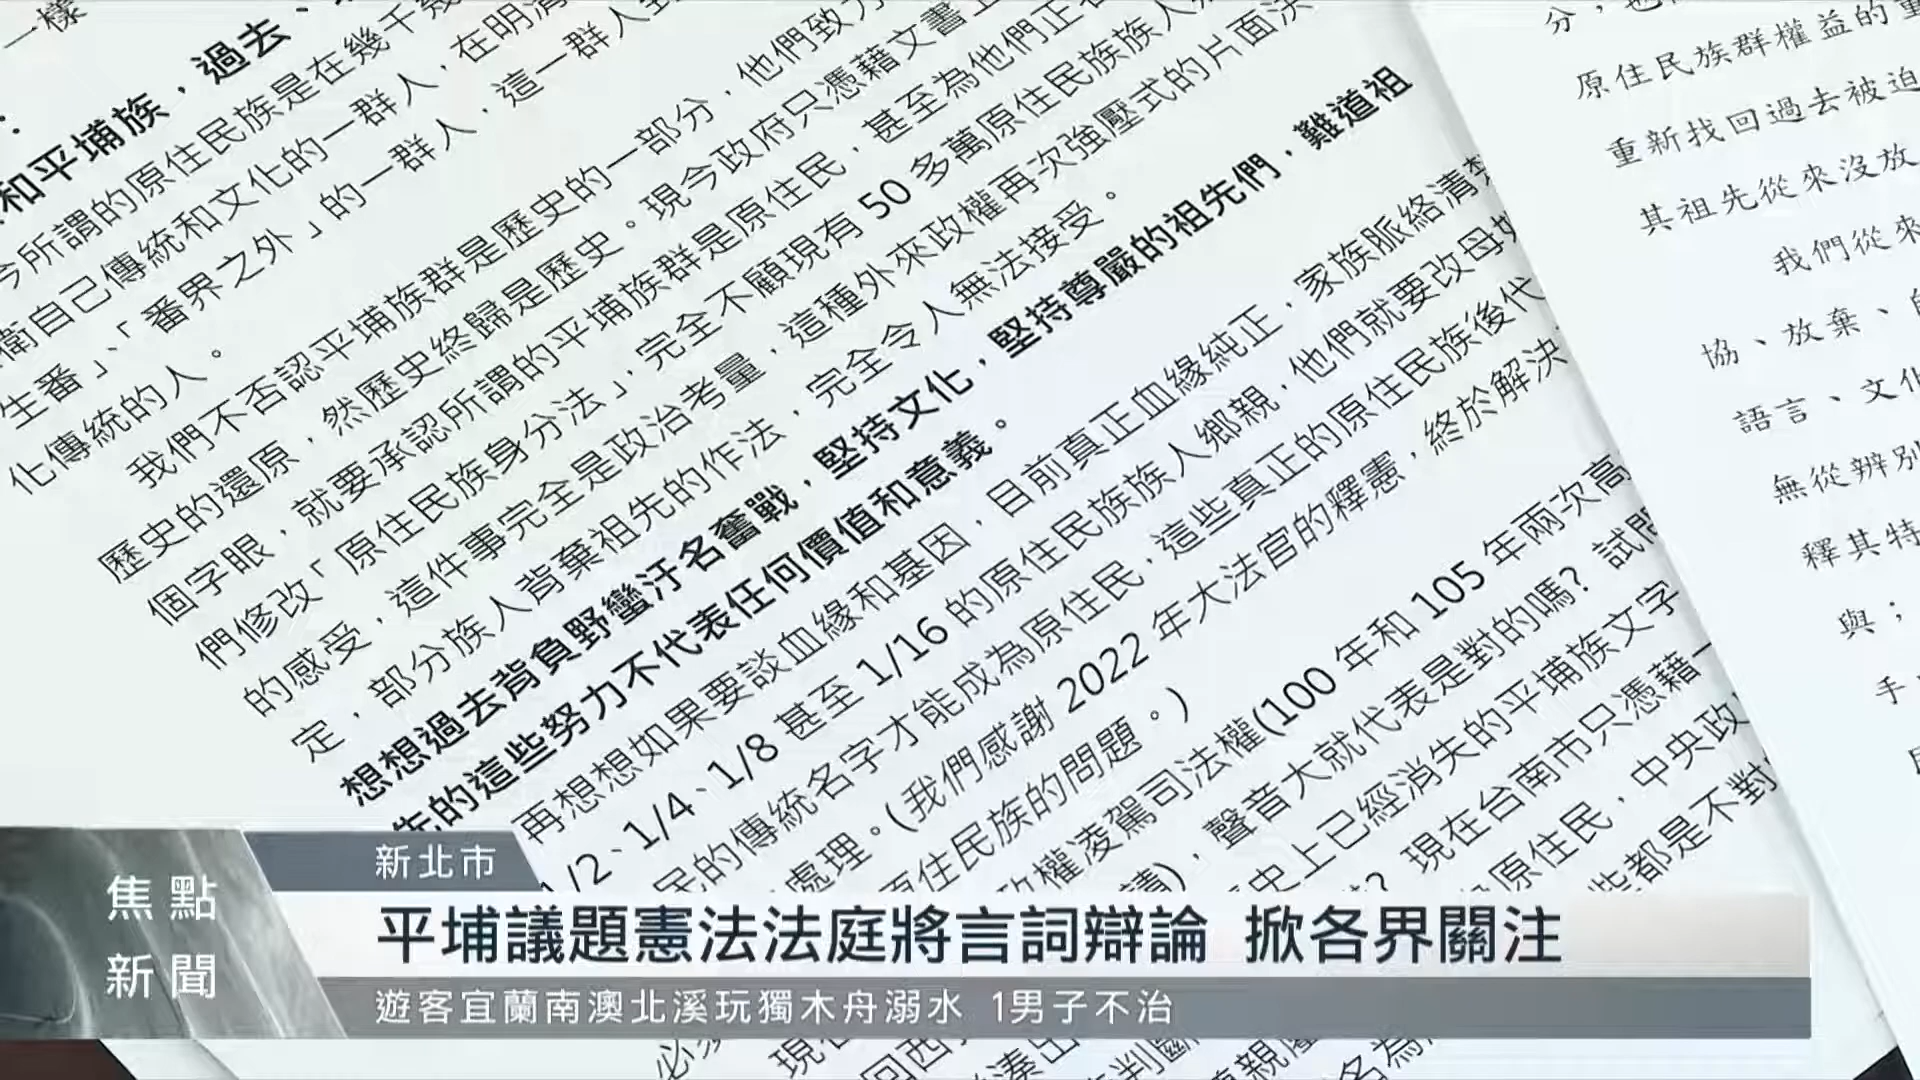 一樣
和平埔族，過去、
今所謂的原住民族是在幾千
衛自己傳統和文化的一群人，在明清
生番」、「番界之外」的一群人，這一群人
化傳統的人。
我們不否認平埔族群是歷史的一部分，他們致力
歷史的還原，然歷史終歸是歷史。現今政府只憑藉文書
個字眼，就要承認所謂的平埔族群是原住民，甚至為他們正名
們修改「原住民族身分法」，完全不顧現有 50 多萬原住民族族人
的感受，這件事完全是政治考量，這種外來政權再次強壓式的片面決
定，部分族人背棄祖先的作法，完全令人無法接受。
想想過去背負野蠻汙名奮戰，堅持文化，堅持尊嚴的祖先們，難道祖
先的這些努力不代表任何價值和意義。
再想想如果要談血緣和基因，目前真正血緣純正，家族脈絡清楚
1/2、1/4、1/8 甚至 1/16 的原住民族族人鄉親，他們就要改母姓
民的傳統名字才能成為原住民，這些真正的原住民族後代
處理。(我們感謝 2022 年大法官的釋憲，終於解決
原住民族的問題。)
政權凌駕司法權(100 年和 105 年兩次高
請)，聲音大就代表是對的嗎? 試問
史上已經消失的平埔族文字
? 現在台南市只憑藉一
原住民，中央政
些都是不對
分，也
原住民族群權益的重
重新找回過去被迫
其祖先從來沒放
我們從來
協、放棄、
語言、文化
無從辨別
釋其特
與；
手
焦點
新聞
新北市
平埔議題憲法法庭將言詞辯論 掀各界關注
遊客宜蘭南澳北溪玩獨木舟溺水 1男子不治